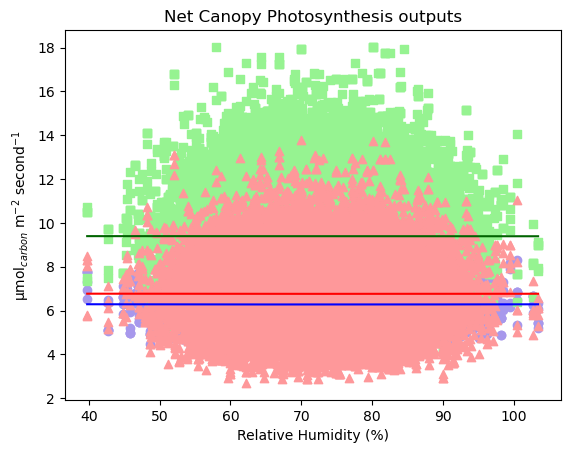 Net Canopy Photosynthesis outputs
18
16
14
12
10
8
6
4
2
μmol_{carbon} m^{−2} second^{−1}
40 50 60 70 80 90 100
Relative Humidity (%)